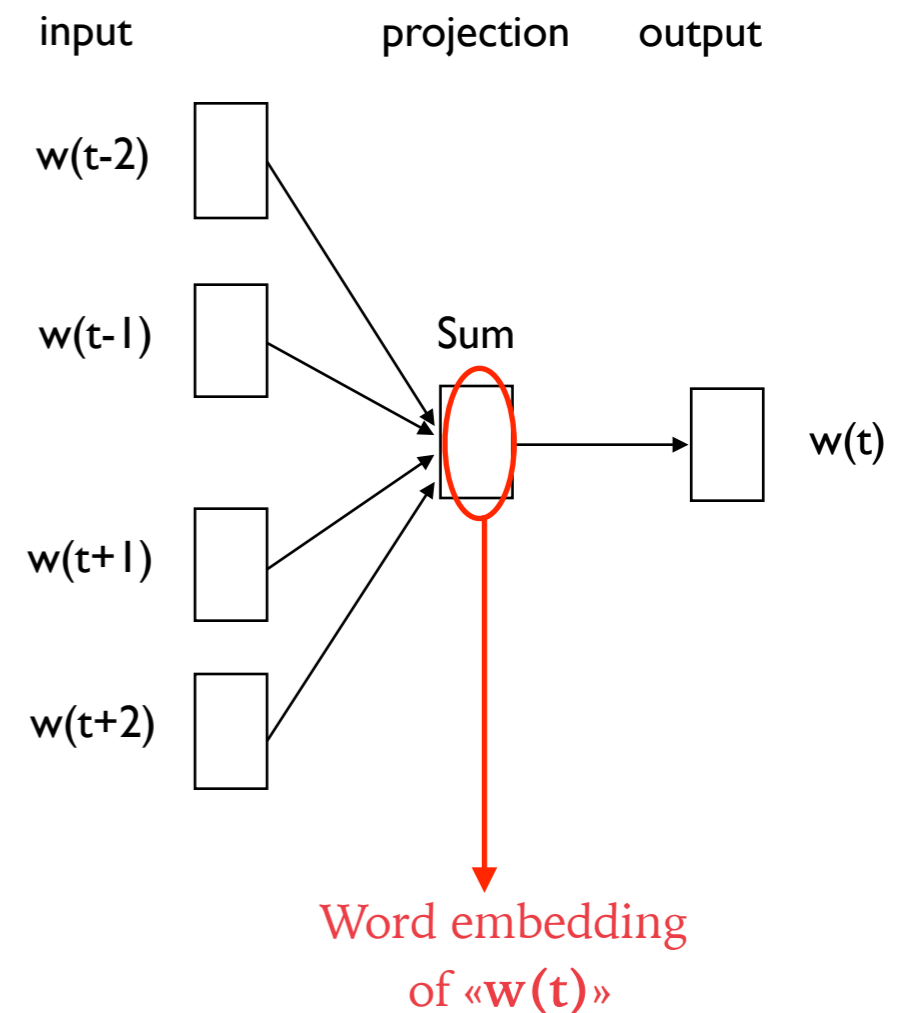 input projection output
w(t-2)
w(t-1)
Sum
w(t)
w(t+1)
w(t+2)
Word embedding
of «w(t)»